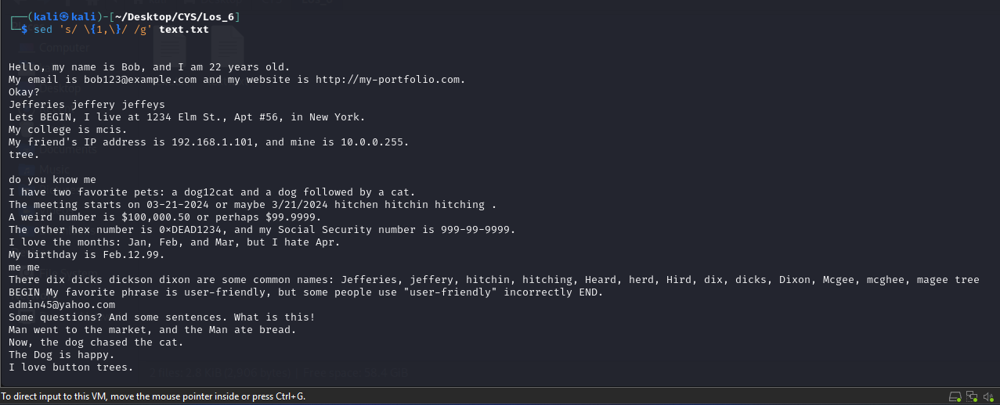 (kali㉿kali)-[~/Desktop/CYS/Los_6]
$ sed 's/ \{1,\}/ /g' text.txt
Hello, my name is Bob, and I am 22 years old.
My email is bob123@example.com and my website is http://my-portfolio.com.
Okay?
Jefferies jeffery jeffeys
Lets BEGIN, I live at 1234 Elm St., Apt #56, in New York.
My college is mcis.
My friend's IP address is 192.168.1.101, and mine is 10.0.0.255.
tree.
do you know me
I have two favorite pets: a dog12cat and a dog followed by a cat.
The meeting starts on 03-21-2024 or maybe 3/21/2024 hitchen hitchin hitching .
A weird number is $100,000.50 or perhaps $99.9999.
The other hex number is 0×DEAD1234, and my Social Security number is 999-99-9999.
I love the months: Jan, Feb, and Mar, but I hate Apr.
My birthday is Feb.12.99.
me me
There dix dicks dickson dixon are some common names: Jefferies, jeffery, hitchin, hitching, Heard, herd, Hird, dix, dicks, Dixon, Mcgee, mcghee, magee tree
BEGIN My favorite phrase is user-friendly, but some people use "user-friendly" incorrectly END.
admin45@yahoo.com
Some questions? And some sentences. What is this!
Man went to the market, and the Man ate bread.
Now, the dog chased the cat.
The Dog is happy.
I love button trees.
To direct input to this VM, move the mouse pointer inside or press Ctrl+G.